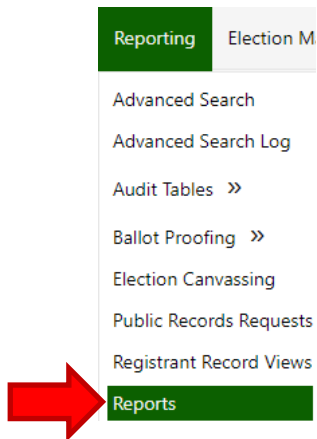 Reporting Election M
Advanced Search
Advanced Search Log
Audit Tables »
Ballot Proofing »
Election Canvassing
Public Records Requests
Registrant Record Views
Reports